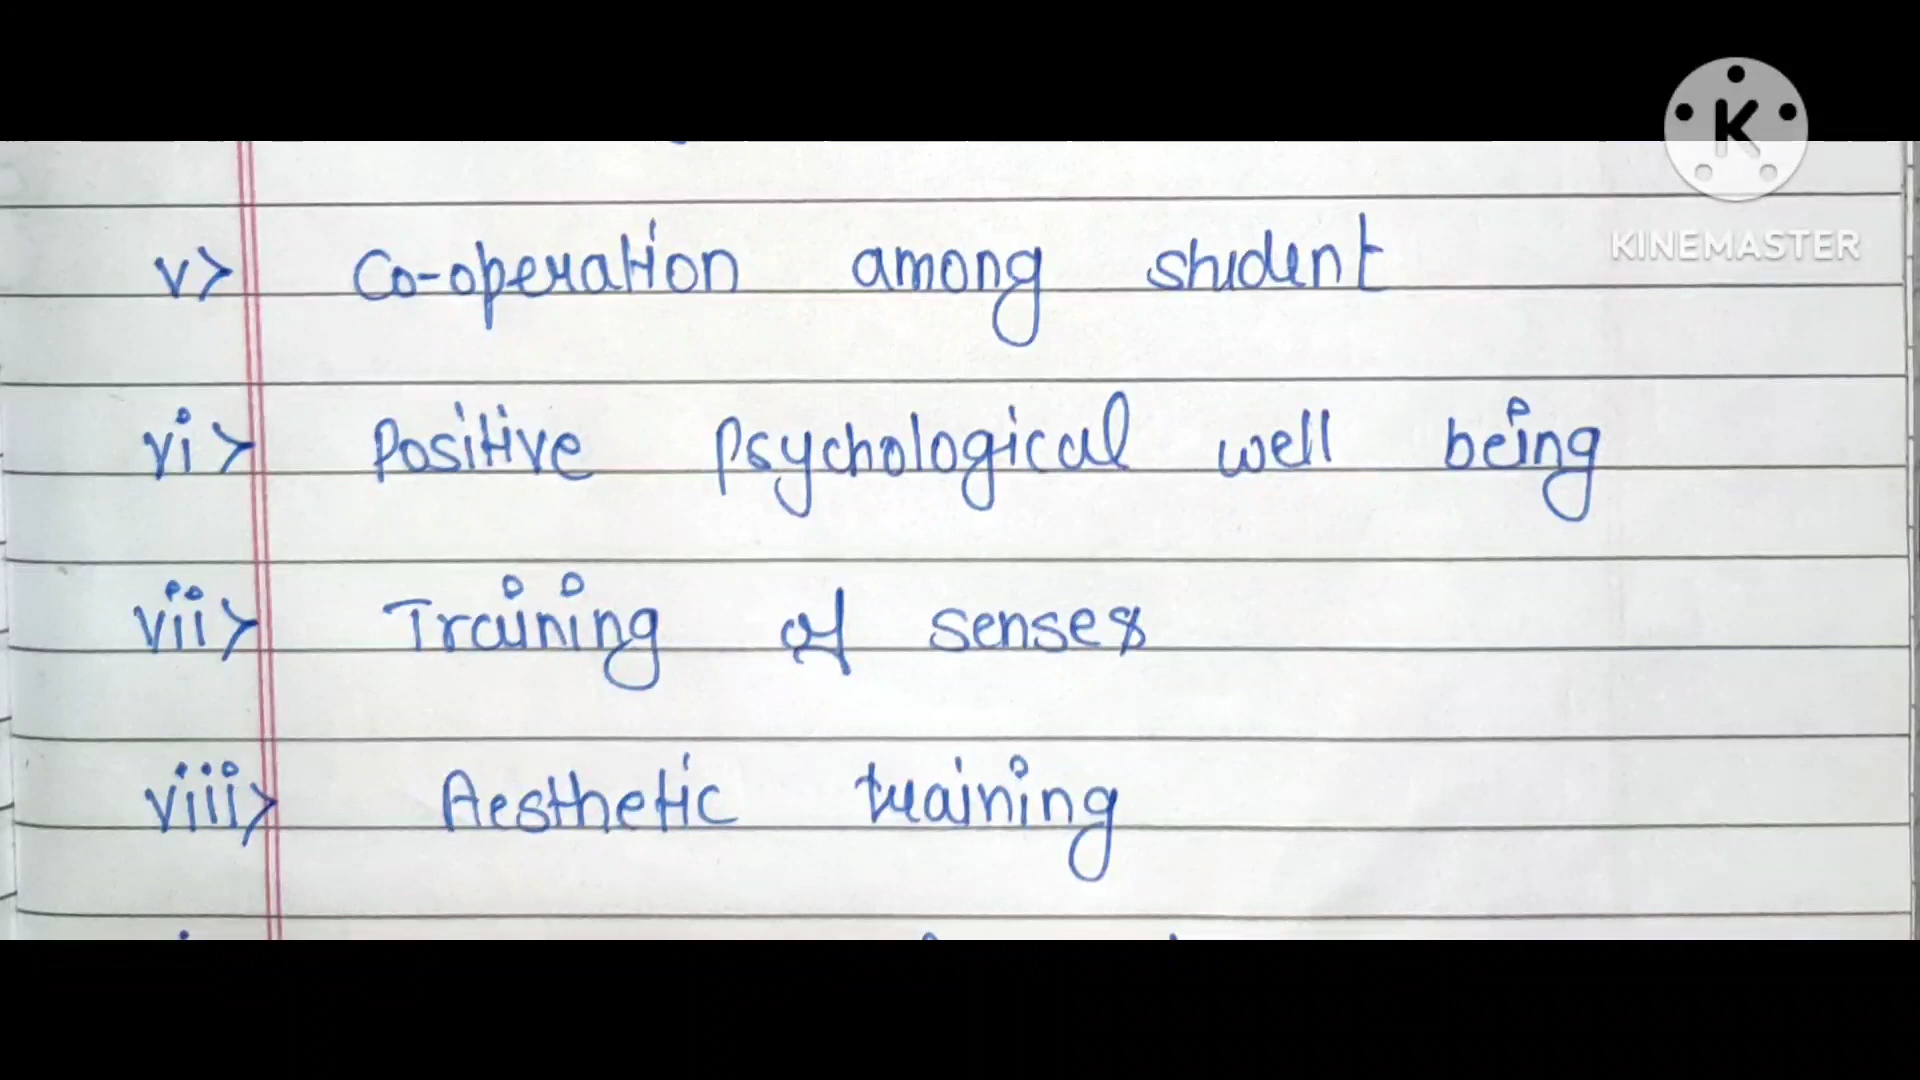 K
KINEMASTER
v> Co-operation among student
vi> Positive psychological well being
vii> Training of senses
viii> Aesthetic training